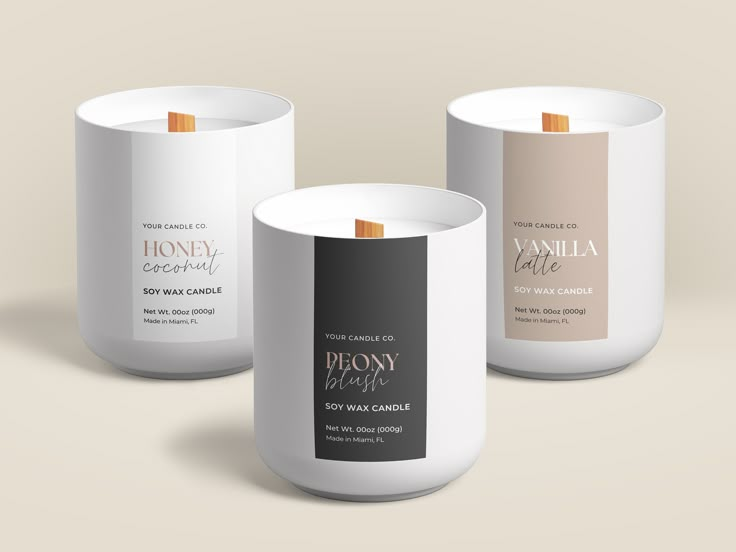 YOUR CANDLE CO.
HONEY
coconut
SOY WAX CANDLE
Net Wt. 00oz (000g)
Made in Miami, FL
YOUR CANDLE CO.
PEONY
blush
SOY WAX CANDLE
Net Wt. 00oz (000g)
Made in Miami, FL
YOUR CANDLE CO.
VANILLA
latte
SOY WAX CANDLE
Net Wt. 00oz (000g)
Made in Miami, FL